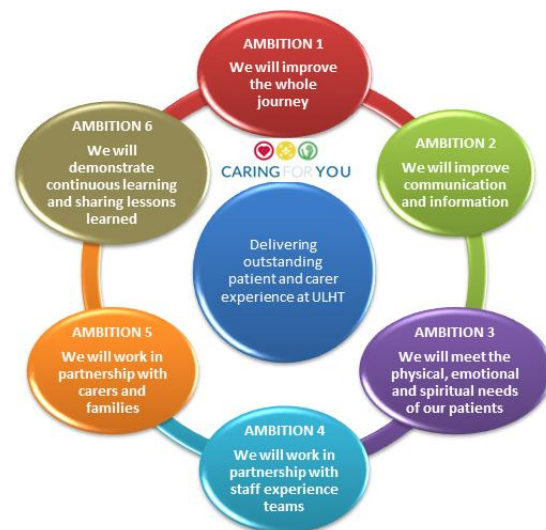 AMBITION 1
We will improve
the whole
journey
AMBITION 2
We will improve
communication
and information
AMBITION 3
We will meet the
physical, emotional
and spiritual needs
of our patients
AMBITION 4
We will work in
partnership with
staff experience
teams
AMBITION 5
We will work in
partnership with
carers and
families
AMBITION 6
We will
demonstrate
continuous learning
and sharing lessons
learned
CARING FOR YOU
Delivering
outstanding
patient and carer
experience at ULHT